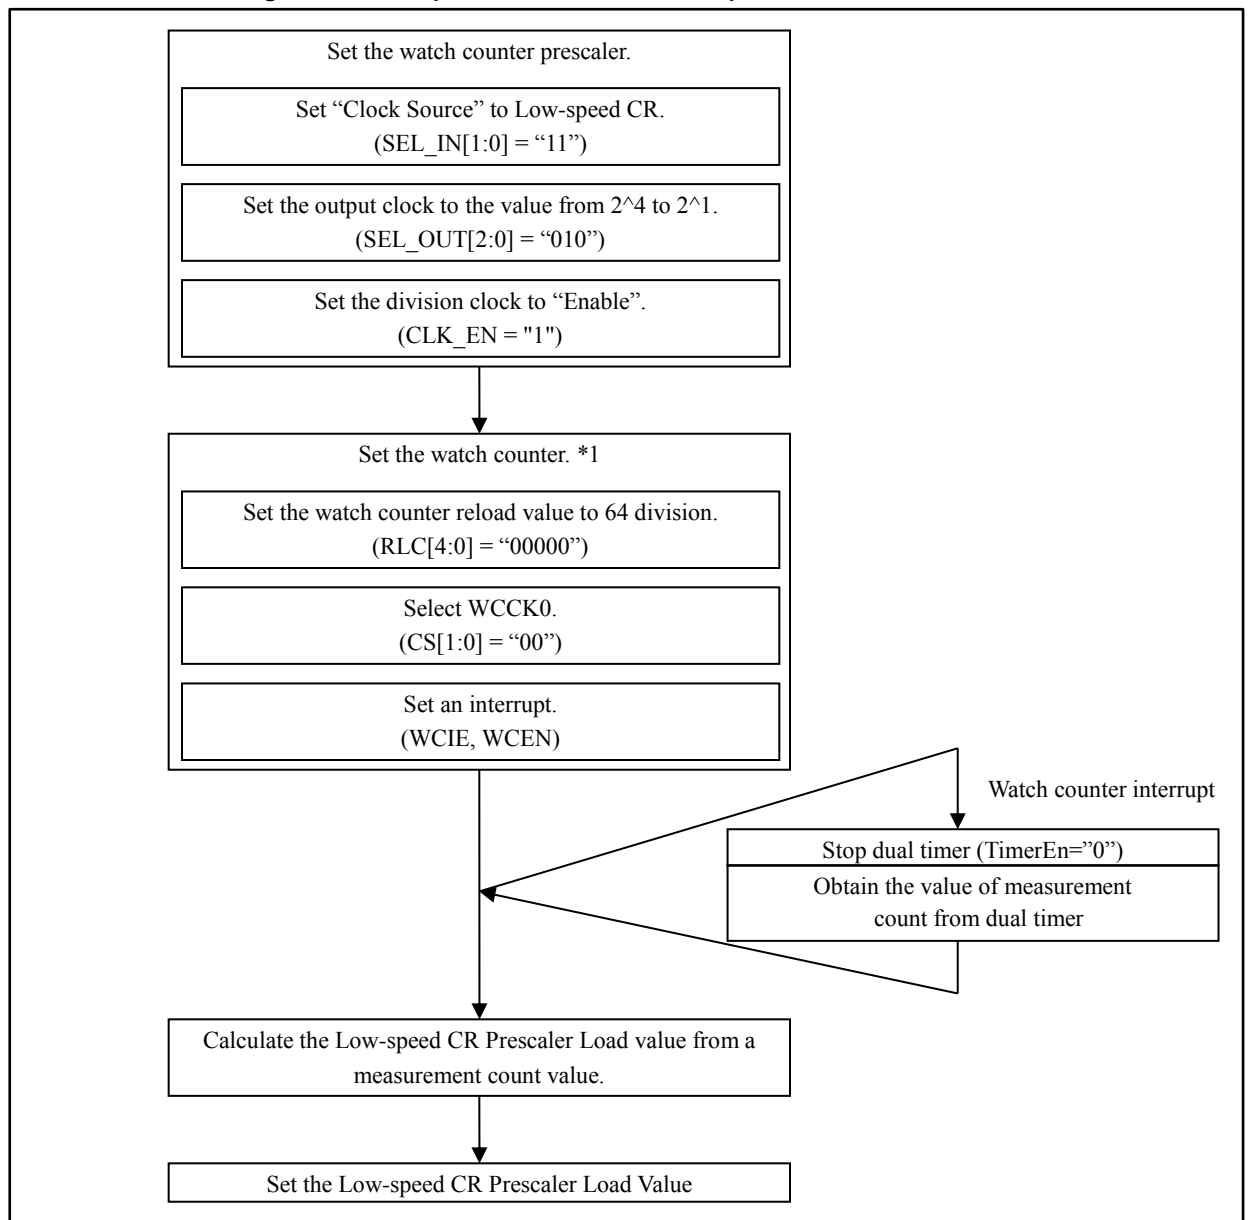 Set the watch counter prescaler.
Set “Clock Source” to Low-speed CR.
(SEL_IN[1:0] = “11”)
Set the output clock to the value from 2^4 to 2^1.
(SEL_OUT[2:0] = “010”)
Set the division clock to “Enable”.
(CLK_EN = "1")
Set the watch counter. *1
Set the watch counter reload value to 64 division.
(RLC[4:0] = “00000”)
Select WCCK0.
(CS[1:0] = “00”)
Set an interrupt.
(WCIE, WCEN)
Watch counter interrupt
Stop dual timer (TimerEn=”0”)
Obtain the value of measurement
count from dual timer
Calculate the Low-speed CR Prescaler Load value from a
measurement count value.
Set the Low-speed CR Prescaler Load Value